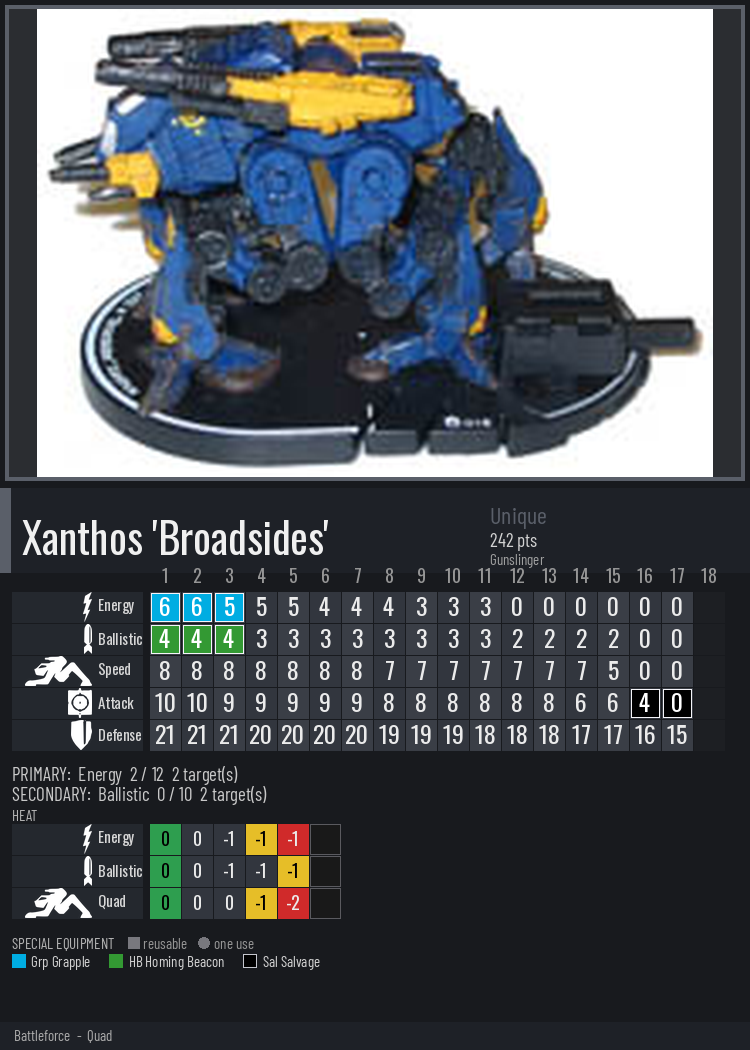 Xanthos 'Broadsides'
Unique
242 pts
Gunslinger
1 2 3 4 5 6 7 8 9 10 11 12 13 14 15 16 17 18
Energy 6 6 5 5 5 4 4 4 3 3 3 0 0 0 0 0 0
Ballistic 4 4 4 3 3 3 3 3 3 3 3 2 2 2 2 0 0
Speed 8 8 8 8 8 8 8 7 7 7 7 7 7 7 5 0 0
Attack 10 10 9 9 9 9 9 8 8 8 8 8 8 6 6 4 0
Defense 21 21 21 20 20 20 20 19 19 19 18 18 18 17 17 16 15
PRIMARY: Energy 2 / 12 2 target(s)
SECONDARY: Ballistic 0 / 10 2 target(s)
HEAT
Energy 0 0 -1 -1 -1
Ballistic 0 0 -1 -1 -1
Quad 0 0 0 -1 -2
SPECIAL EQUIPMENT reusable one use
Grp Grapple HB Homing Beacon Sal Salvage
Battleforce - Quad